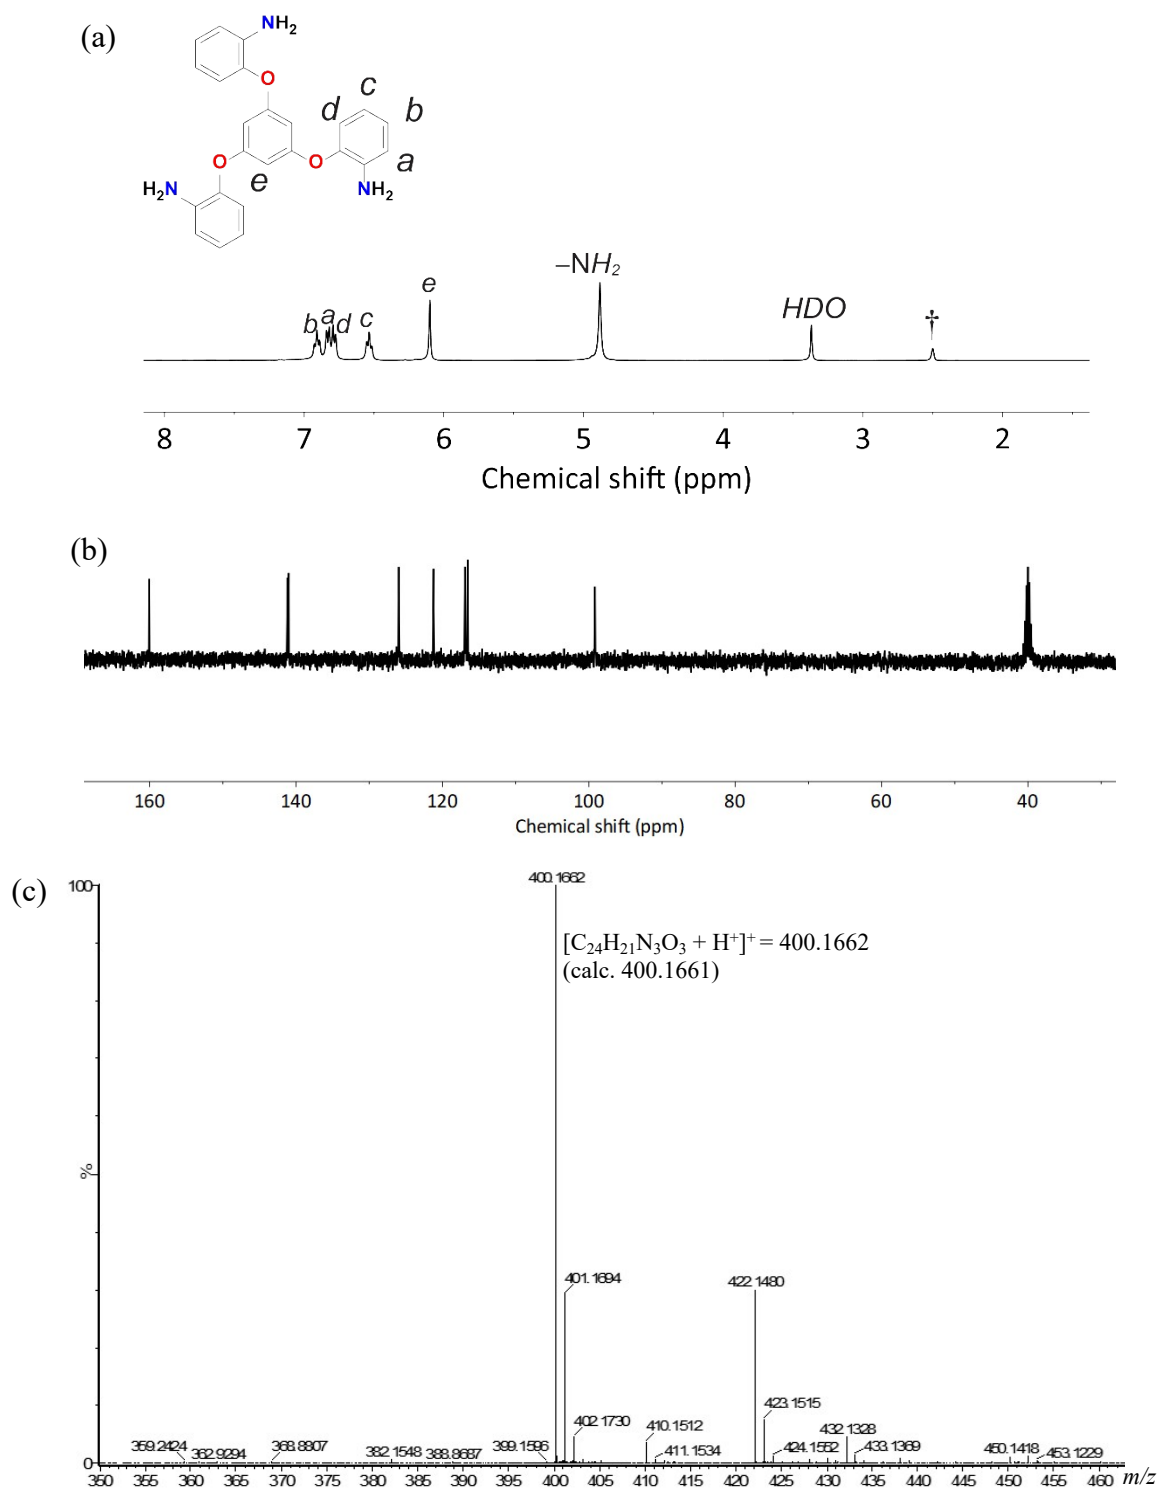 (a)
NH₂
O
c
d
b
O
O
a
e
H₂N
NH₂
–NH₂
e
HDO
†
b a d c
8 7 6 5 4 3 2
Chemical shift (ppm)
(b)
160 140 120 100 80 60 40
Chemical shift (ppm)
(c)
100
400.1662
[C₂₄H₂₁N₃O₃ + H⁺]⁺ = 400.1662
(calc. 400.1661)
%
401.1694
422.1480
423.1515
402.1730
410.1512
432.1328
359.2424
362.9294
368.8807
382.1548
388.8687
399.1596
411.1534
424.1552
433.1369
450.1418
453.1229
0
350 355 360 365 370 375 380 385 390 395 400 405 410 415 420 425 430 435 440 445 450 455 460 m/z